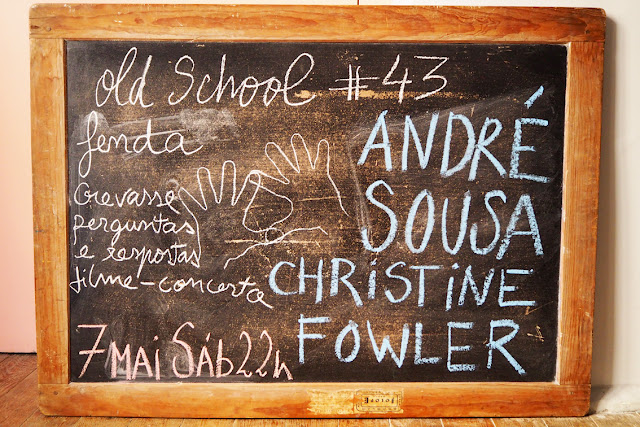 old School #43
fenda
Crevasse
perguntas
e respostas
filme-concerto
7 MAI SÁB 22h
ANDRÉ
SOUSA
CHRISTINE
FOWLER